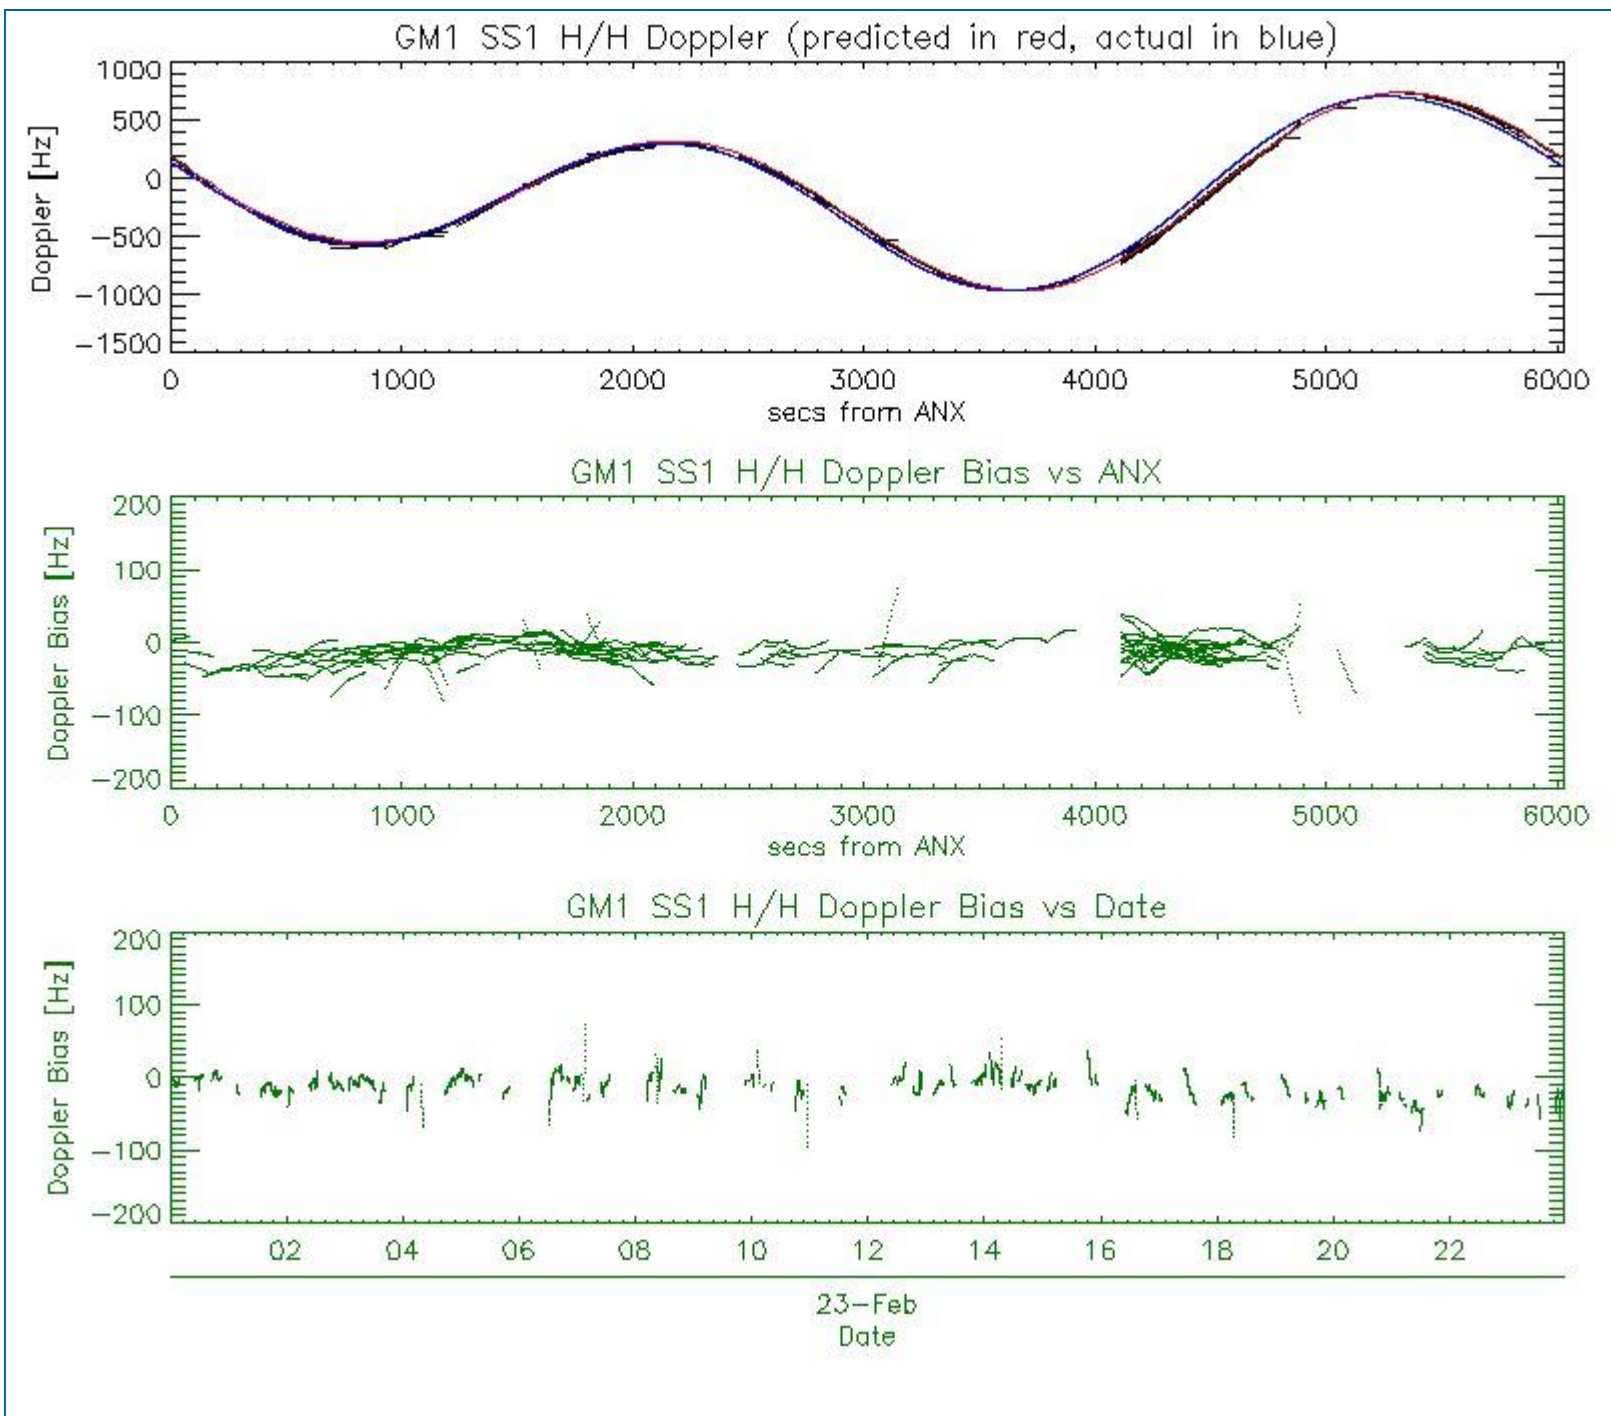 GM1 SS1 H/H Doppler (predicted in red, actual in blue)
1000
500
0
−500
−1000
−1500
Doppler [Hz]
0 1000 2000 3000 4000 5000 6000
secs from ANX
GM1 SS1 H/H Doppler Bias vs ANX
200
100
0
−100
−200
Doppler Bias [Hz]
0 1000 2000 3000 4000 5000 6000
secs from ANX
GM1 SS1 H/H Doppler Bias vs Date
200
100
0
−100
−200
Doppler Bias [Hz]
02 04 06 08 10 12 14 16 18 20 22
23−Feb
Date